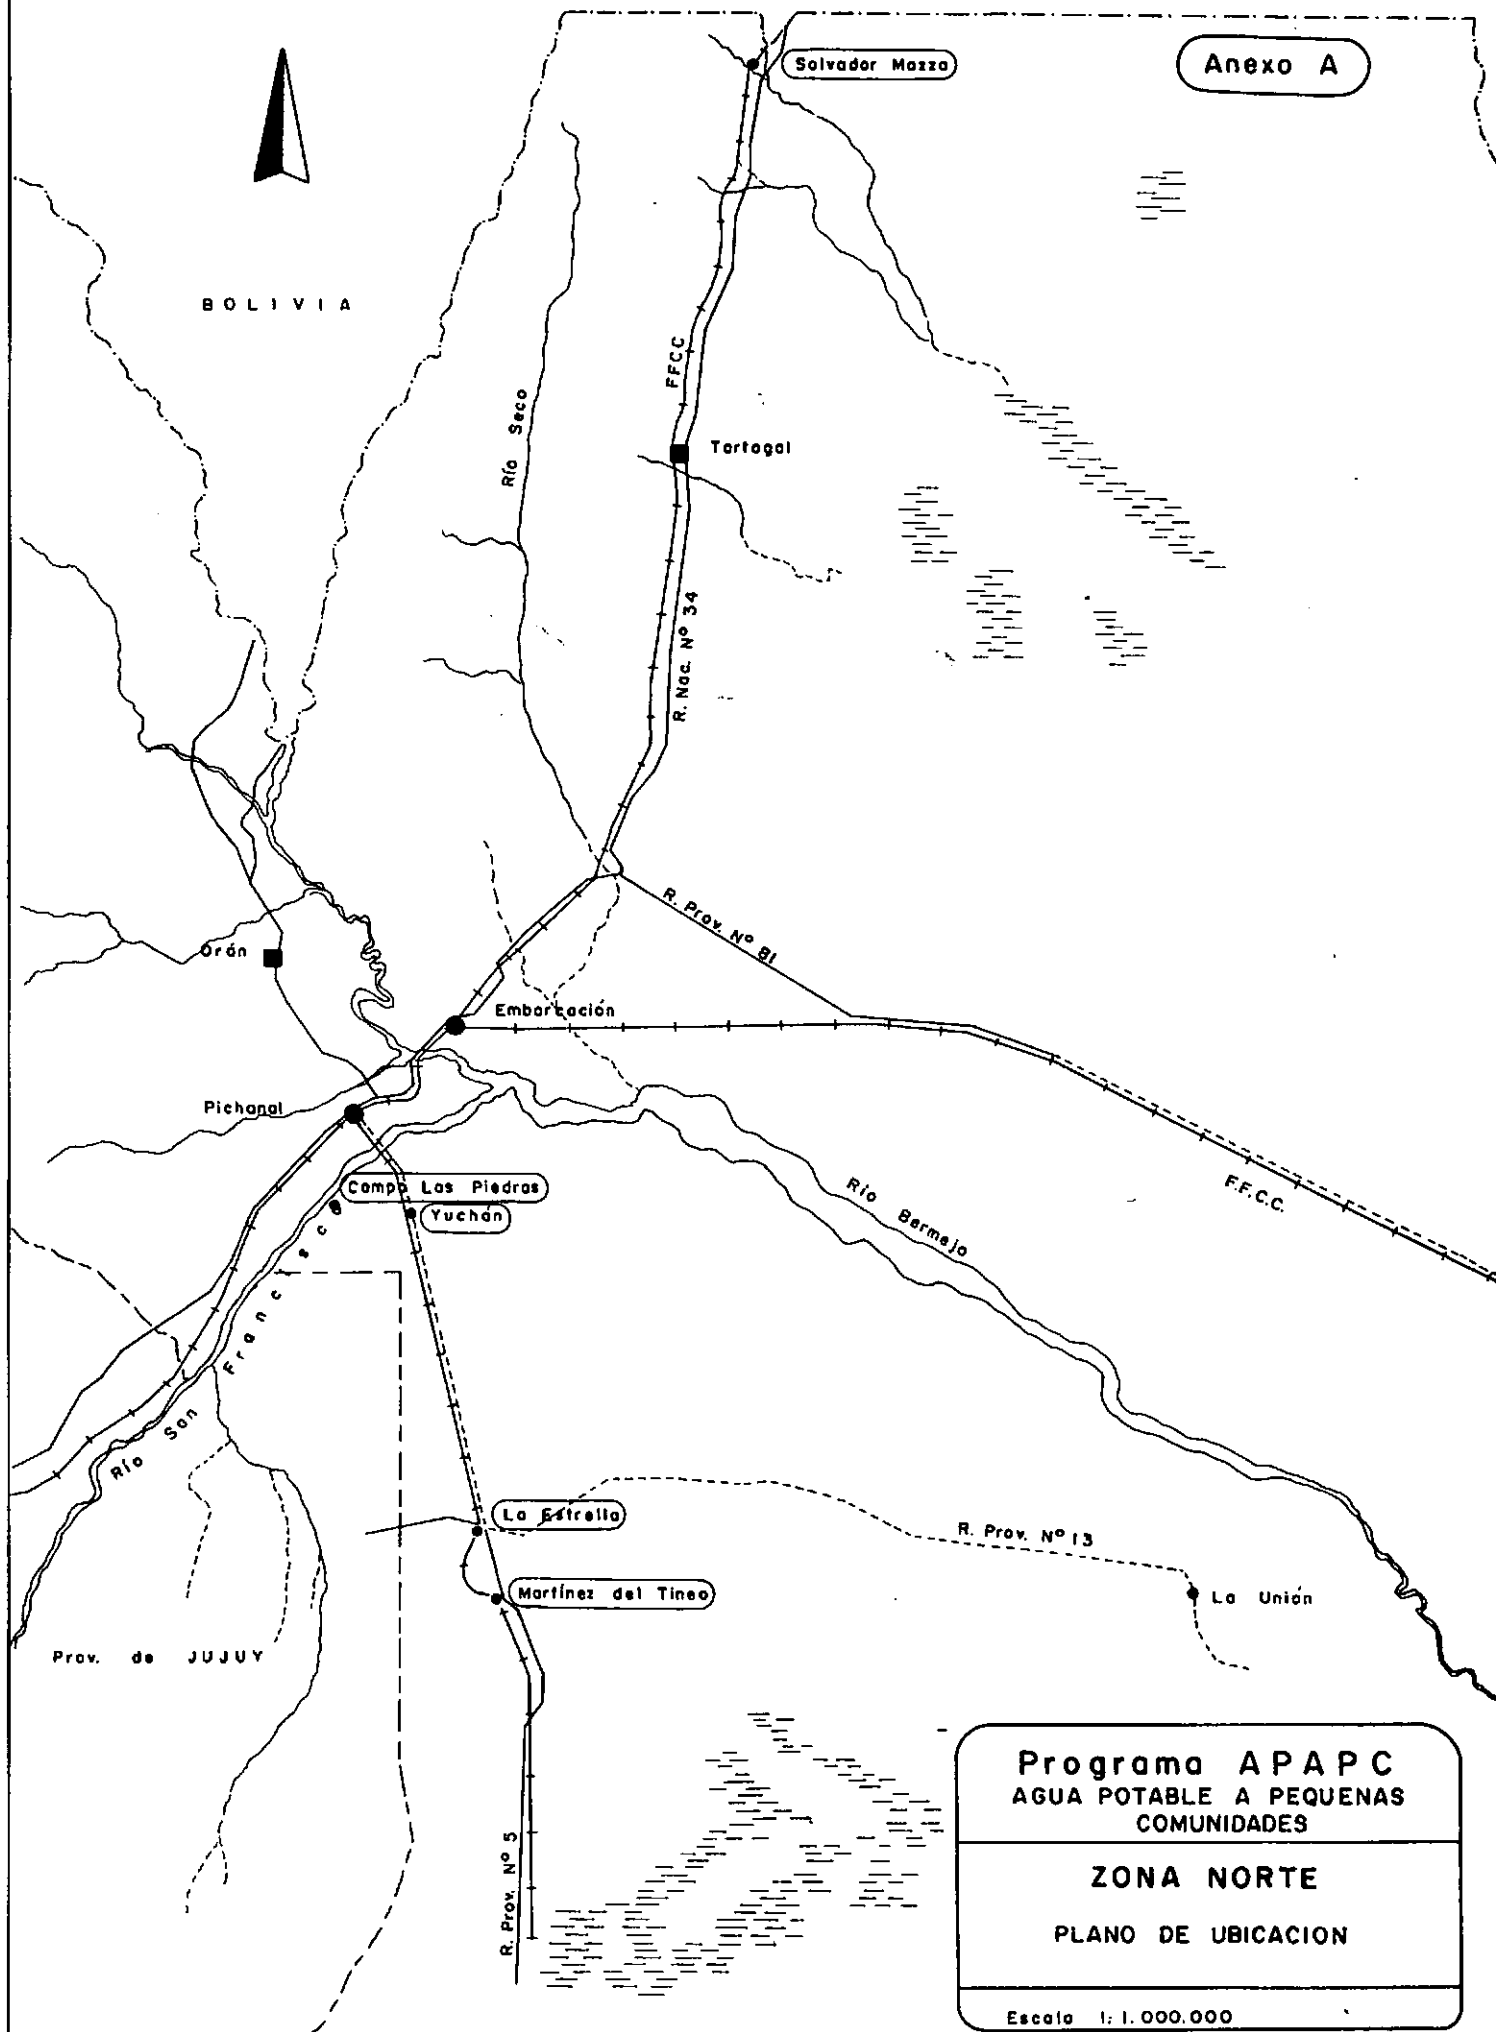 Anexo A
Salvador Mazza
BOLIVIA
FFCC
Río Seco
Tartagal
R. Nac. Nº 34
R. Prov. Nº 81
Orán
Embarcación
Pichanal
Campo Las Piedras
Yuchán
Río Bermejo
F.F.C.C.
Río San Francisco
La Estrella
R. Prov. Nº 13
Martínez del Tineo
La Unión
Prov. de JUJUY
R. Prov. Nº 5
Programa APAPC
AGUA POTABLE A PEQUENAS
COMUNIDADES
ZONA NORTE
PLANO DE UBICACION
Escala 1:1.000.000